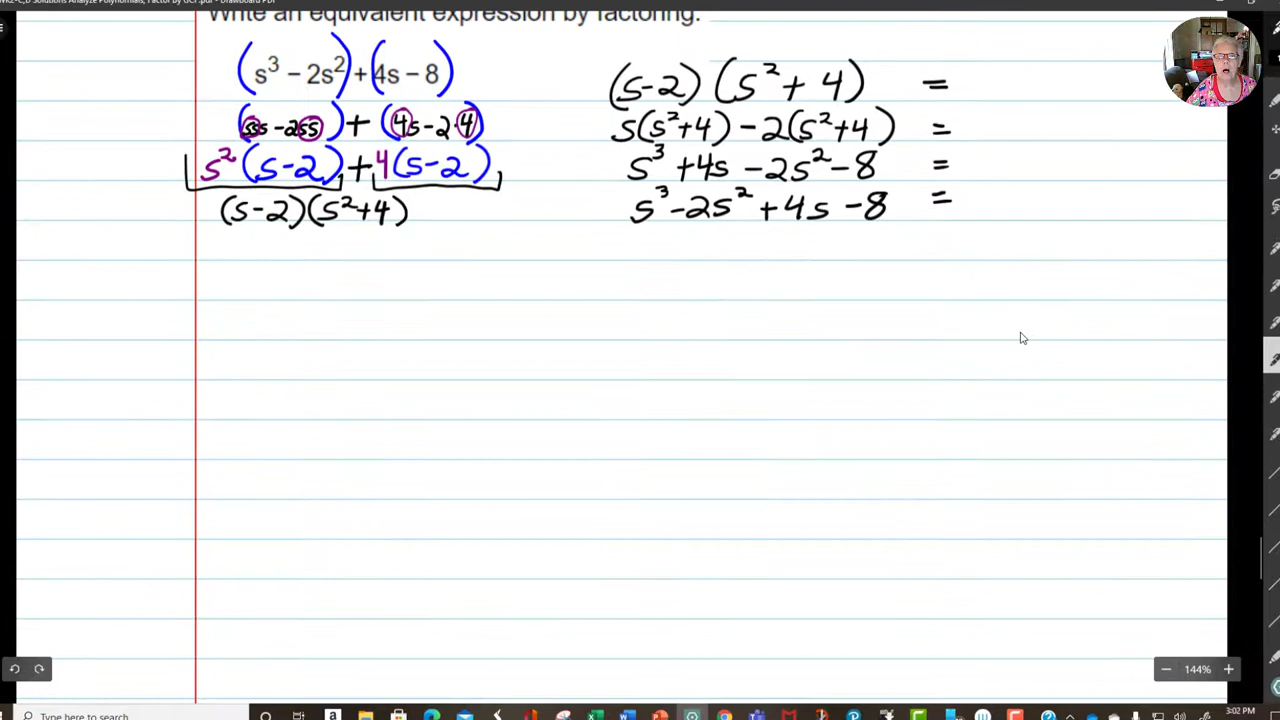 Write an equivalent expression by factoring.
(s³ − 2s²) + (4s − 8)
(sss − 2ss) + (4s − 2·4)
s²(s−2) + 4(s−2)
(s−2)(s²+4)
(s−2)(s²+4) =
s(s²+4) − 2(s²+4) =
s³ + 4s − 2s² − 8 =
s³ − 2s² + 4s − 8 =
144%
Type here to search
3:02 PM